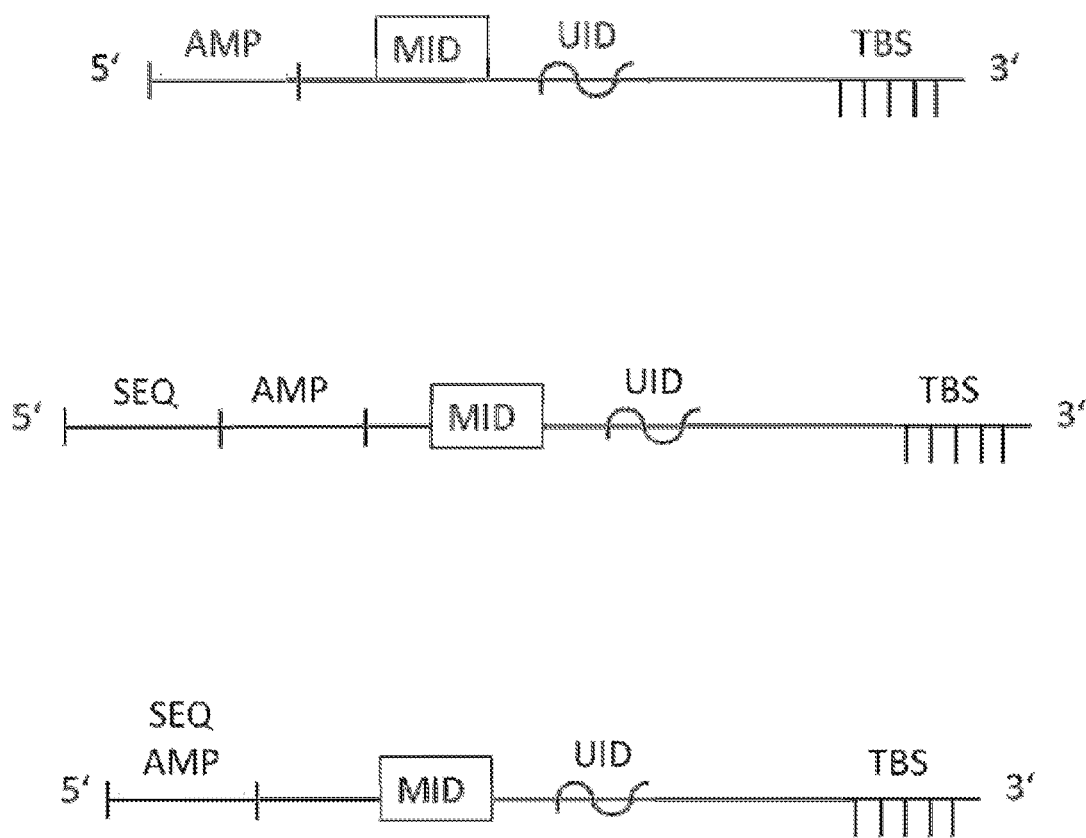 5‘ AMP MID UID TBS 3‘
5‘ SEQ AMP MID UID TBS 3‘
SEQ
5‘ AMP MID UID TBS 3‘